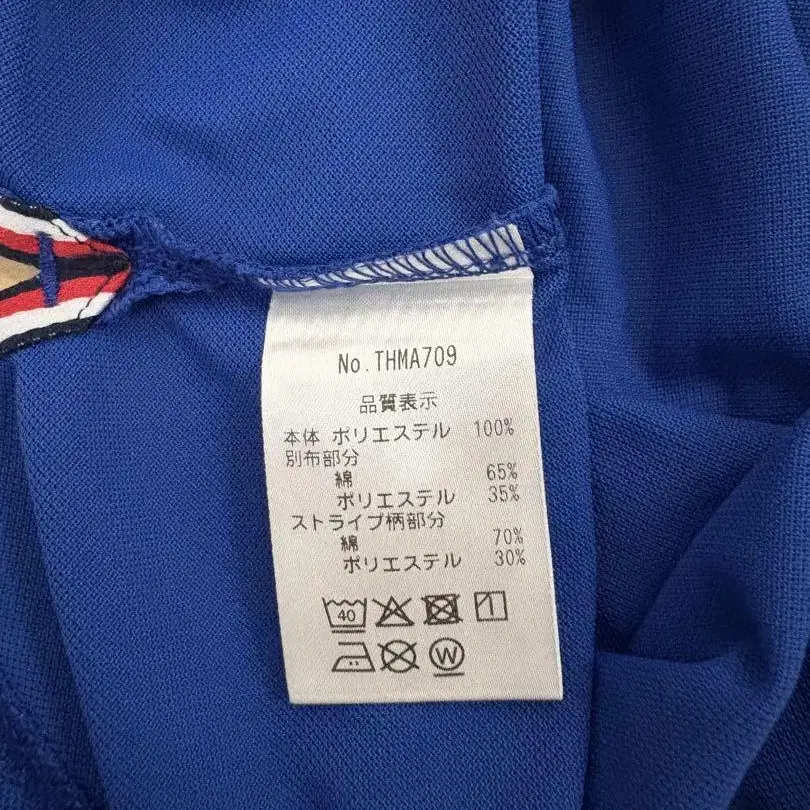 No.THMA709
品質表示
本体 ポリエステル 100%
別布部分
綿 65%
ポリエステル 35%
ストライプ柄部分
綿 70%
ポリエステル 30%
40
W